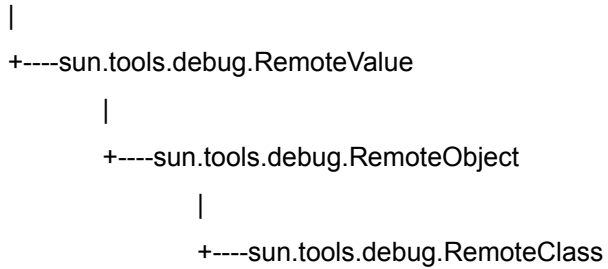 |
+----sun.tools.debug.RemoteValue
|
+----sun.tools.debug.RemoteObject
|
+----sun.tools.debug.RemoteClass